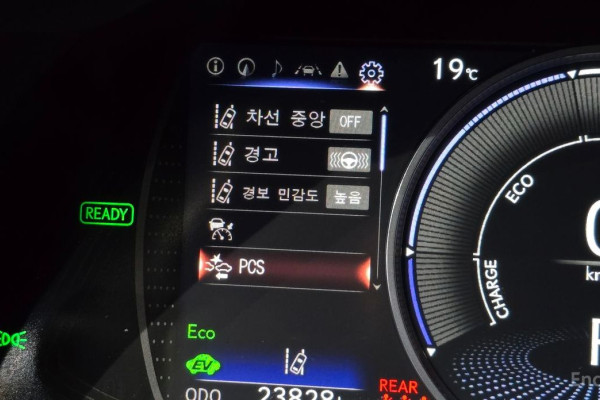 19℃
차선 중앙 OFF
경고
경보 민감도 높음
PCS
READY
ECO
CHARGE
Eco
EV
ODO 23828
REAR